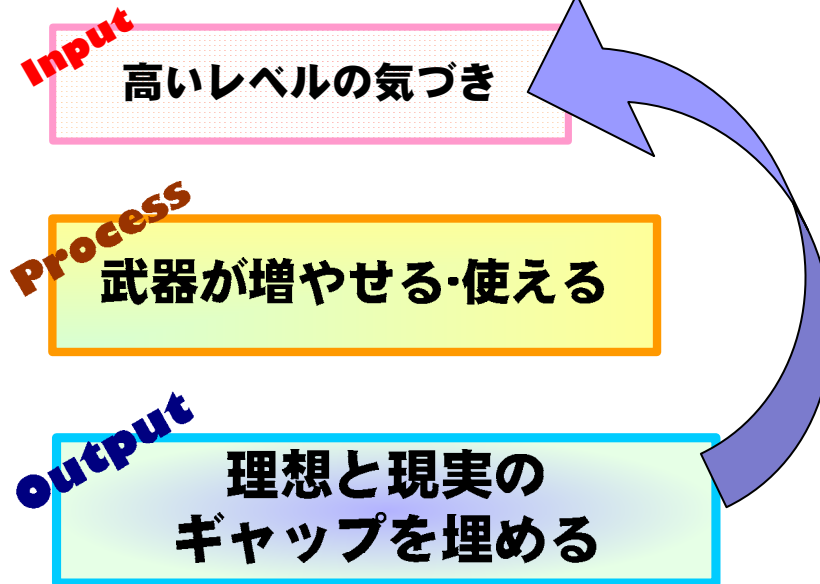 Input
高いレベルの気づき
Process
武器が増やせる・使える
Output
理想と現実の
ギャップを埋める